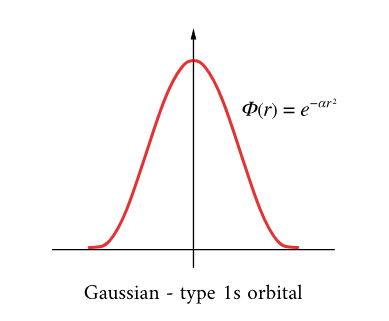 Φ(r) = e^{−αr²}
Gaussian - type 1s orbital